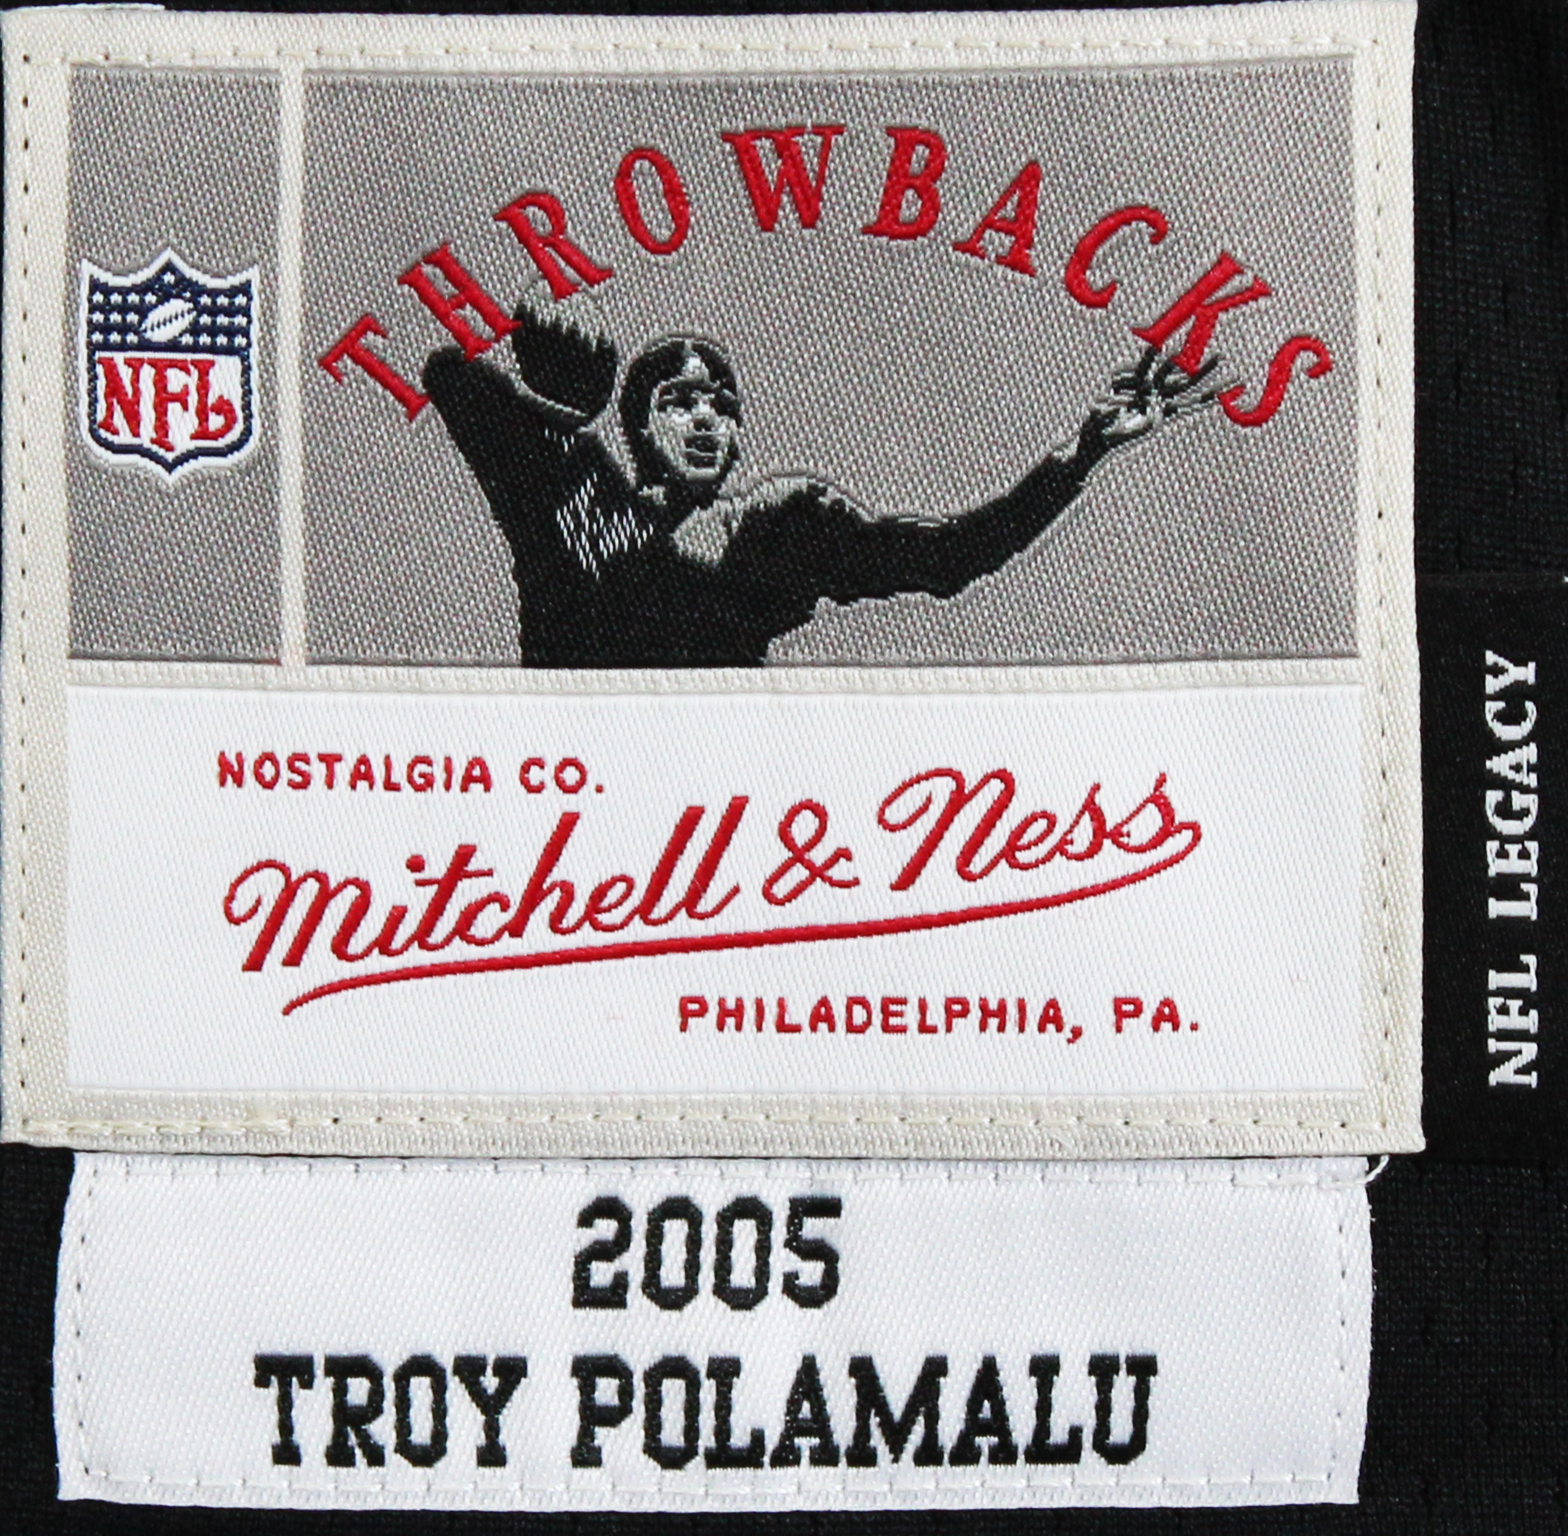 THROWBACKS
NFL
NOSTALGIA CO.
Mitchell & Ness
PHILADELPHIA, PA.
NFL LEGACY
2005
TROY POLAMALU